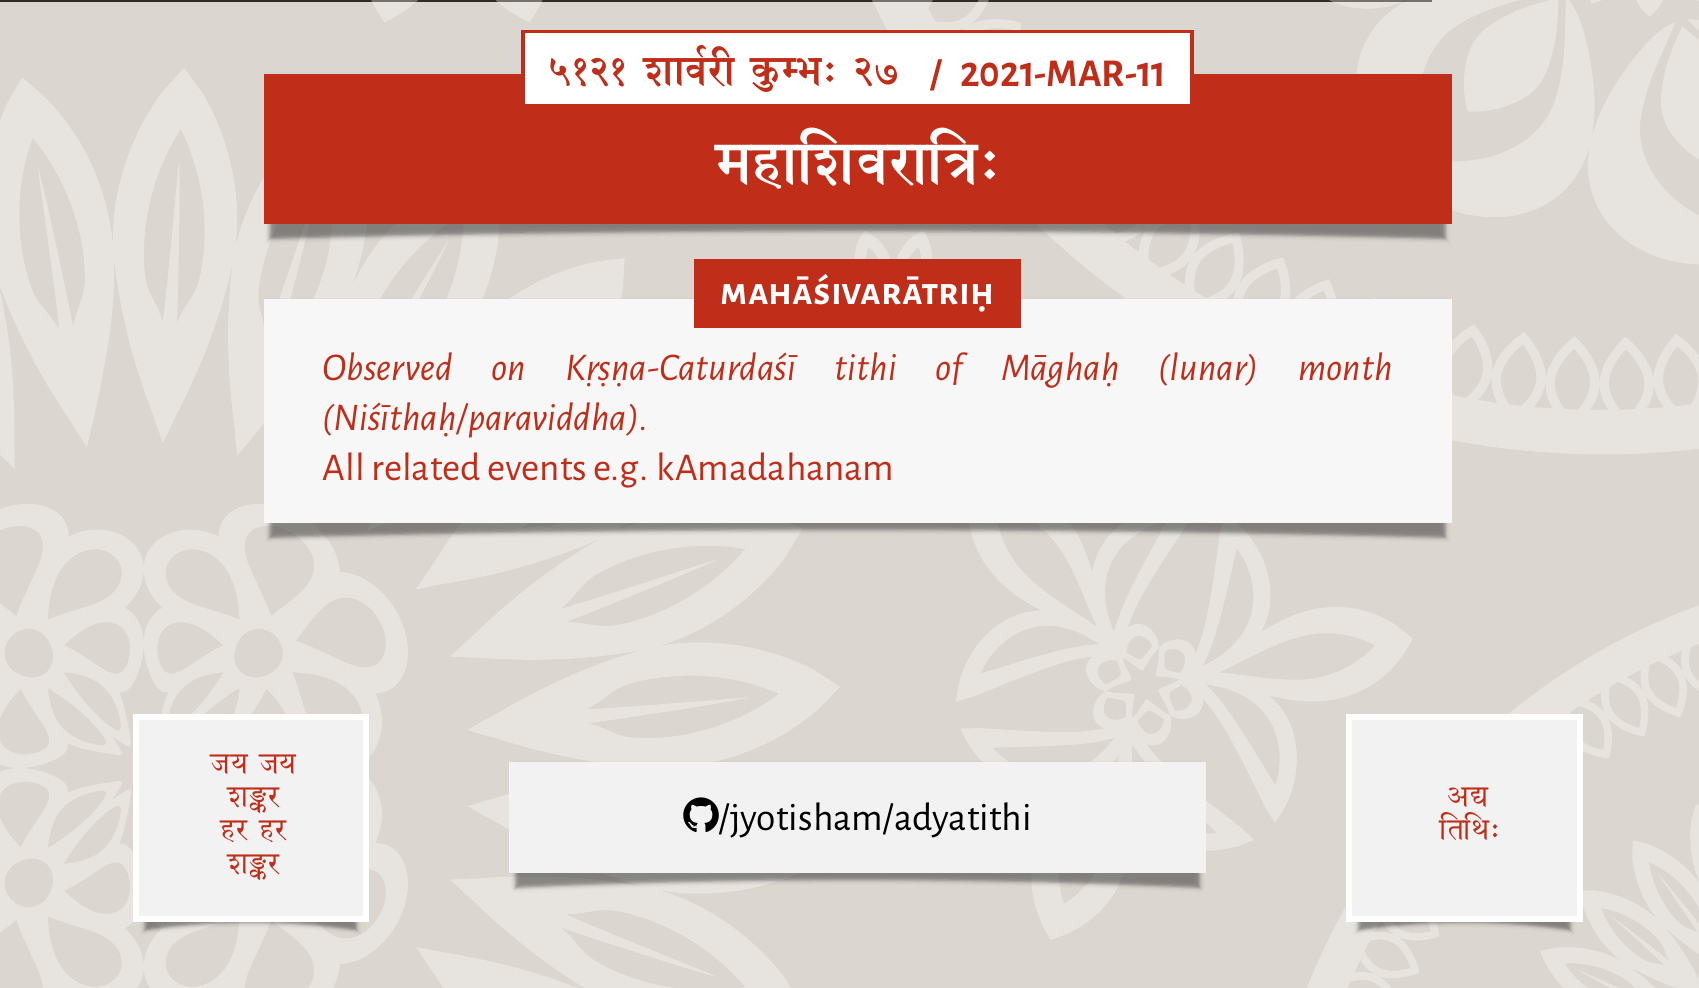 ५१२१ शार्वरी कुम्भः २७ / 2021-MAR-11
महाशिवरात्रिः
MAHĀŚIVARĀTRIḤ
Observed on Kṛṣṇa-Caturdaśī tithi of Māghaḥ (lunar) month
(Niśīthaḥ/paraviddha).
All related events e.g. kAmadahanam
जय जय
शङ्कर
हर हर
शङ्कर
/jyotisham/adyatithi
अद्य
तिथिः